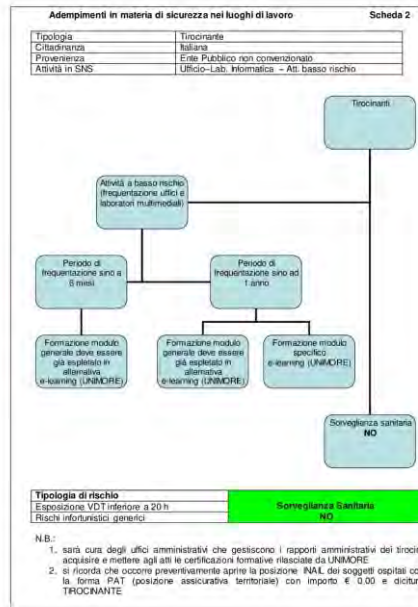 Adempimenti in materia di sicurezza nei luoghi di lavoro Scheda 2
Tipologia Tirocinante
Cittadinanza Italiana
Provenienza Ente Pubblico non convenzionato
Attività in SNS Ufficio–Lab. Informatica – Att. basso rischio
Tirocinanti
Attività a basso rischio
(frequentazione uffici e
laboratori multimediali)
Periodo di
frequentazione sino a
6 mesi
Periodo di
frequentazione sino ad
1 anno
Formazione modulo
generale deve essere
già espletato in
alternativa
e-learning (UNIMORE)
Formazione modulo
generale deve essere
già espletato in
alternativa
e-learning (UNIMORE)
Formazione modulo
specifico
e-learning (UNIMORE)
Sorveglianza sanitaria
NO
Tipologia di rischio
Esposizione VDT inferiore a 20 h
Rischi infortunistici generici
Sorveglianza Sanitaria
NO
N.B.:
1. sarà cura degli uffici amministrativi che gestiscono i rapporti amministrativi dei tirocin
acquisire e mettere agli atti le certificazioni formative rilasciate da UNIMORE
2. si ricorda che occorre preventivamente aprire la posizione INAIL dei soggetti ospitati co
la forma PAT (posizione assicurativa territoriale) con importo € 0,00 e dicitur
TIROCINANTE